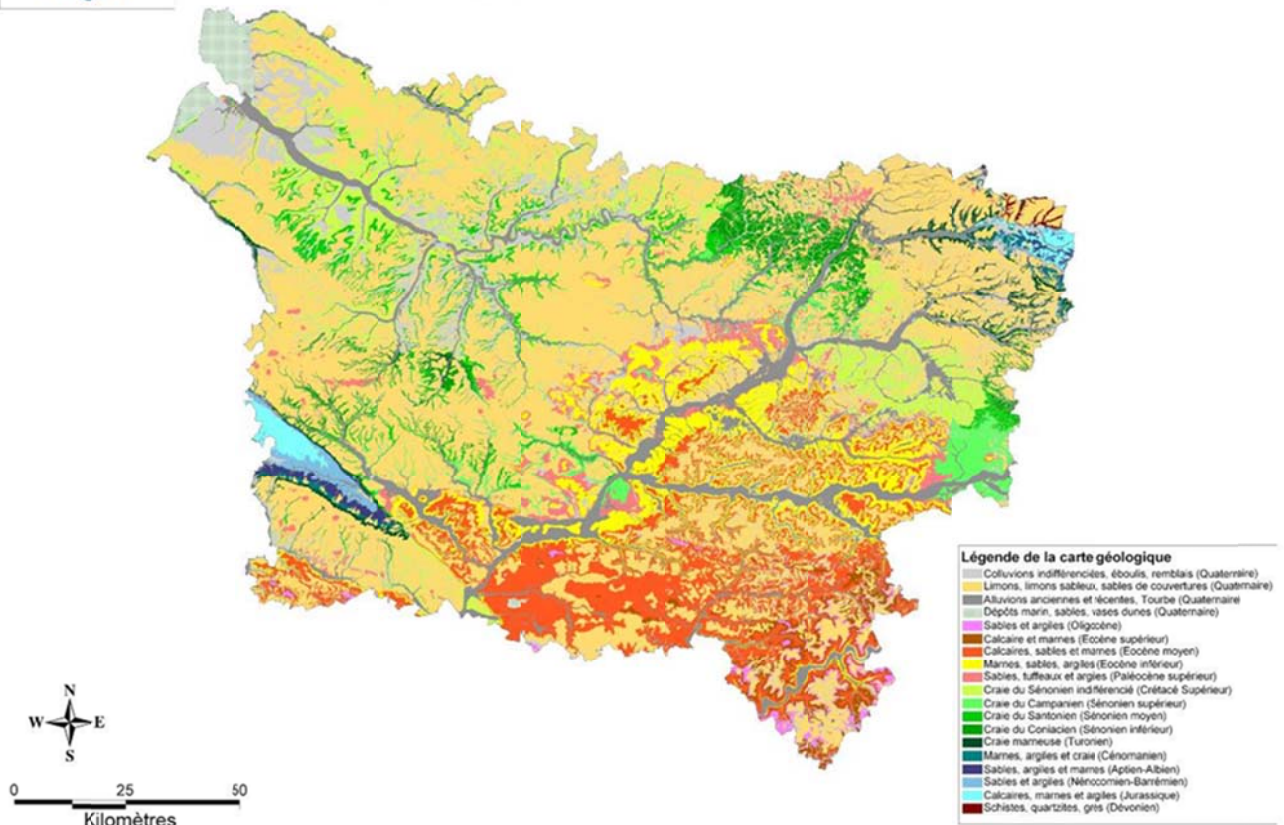 Légende de la carte géologique
Colluvions indifférenciées, éboulis, remblais (Quaternaire)
Limons, limons sableux, sables de couvertures (Quaternaire)
Alluvions anciennes et récentes, Tourbe (Quaternaire
Dépôts marin, sables, vases dunes (Quaternaire)
Sables et argiles (Oligocène)
Calcaire et marnes (Eocène supérieur)
Calcaires, sables et marnes (Eocène moyen)
Marnes, sables, argiles (Eocène inférieur)
Sables, tuffeaux et argies (Paléocène supérieur)
Craie du Sénonien indifférencié (Crétacé Supérieur)
Craie du Campanien (Sénonien supérieur)
Craie du Santonien (Sénonien moyen)
Craie du Coniacien (Sénonien inférieur)
Craie marneuse (Turonien)
Marnes, argiles et craie (Cénomanien)
Sables, argiles et marnes (Aptien-Albien)
Sables et argiles (Nénocomien-Barrémien)
Calcaires, marnes et argiles (Jurassique)
Schistes, quartzites, grès (Dévonien)
N
W E
S
0 25 50
Kilomètres